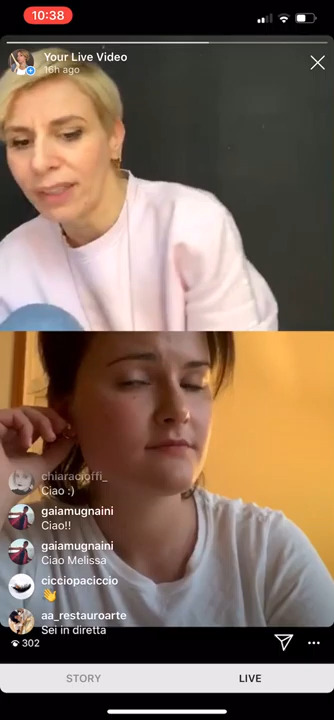 10:38
Your Live Video
16h ago
chiaracioffi_
Ciao :)
gaiamugnaini
Ciao!!
gaiamugnaini
Ciao Melissa
cicciopaciccio
👋
aa_restauroarte
Sei in diretta
302
STORY
LIVE